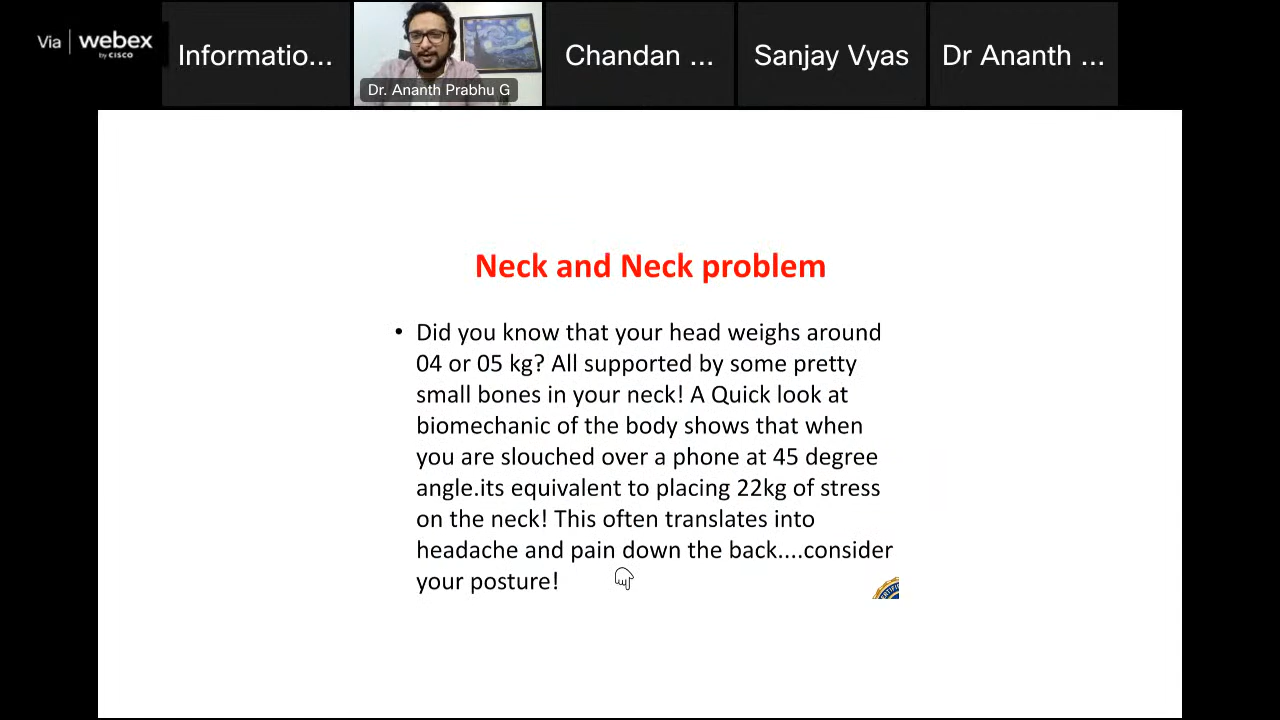 Via webex
by CISCO
Informatio...
Dr. Ananth Prabhu G
Chandan ...
Sanjay Vyas
Dr Ananth ...
Neck and Neck problem
• Did you know that your head weighs around
04 or 05 kg? All supported by some pretty
small bones in your neck! A Quick look at
biomechanic of the body shows that when
you are slouched over a phone at 45 degree
angle.its equivalent to placing 22kg of stress
on the neck! This often translates into
headache and pain down the back....consider
your posture!